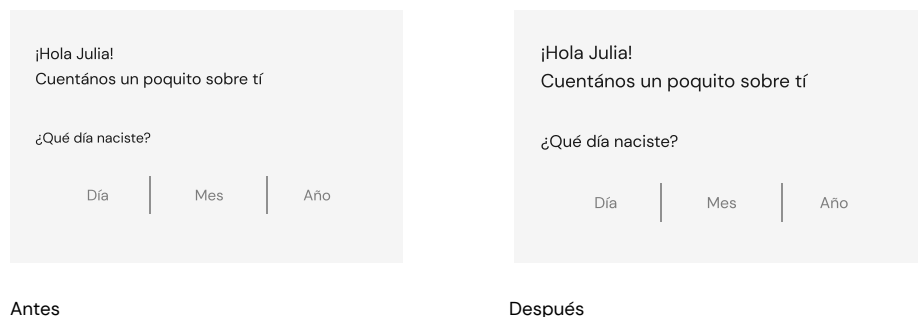 ¡Hola Julia!
Cuentános un poquito sobre tí
¿Qué día naciste?
Día
Mes
Año
Antes
¡Hola Julia!
Cuentános un poquito sobre tí
¿Qué día naciste?
Día
Mes
Año
Después